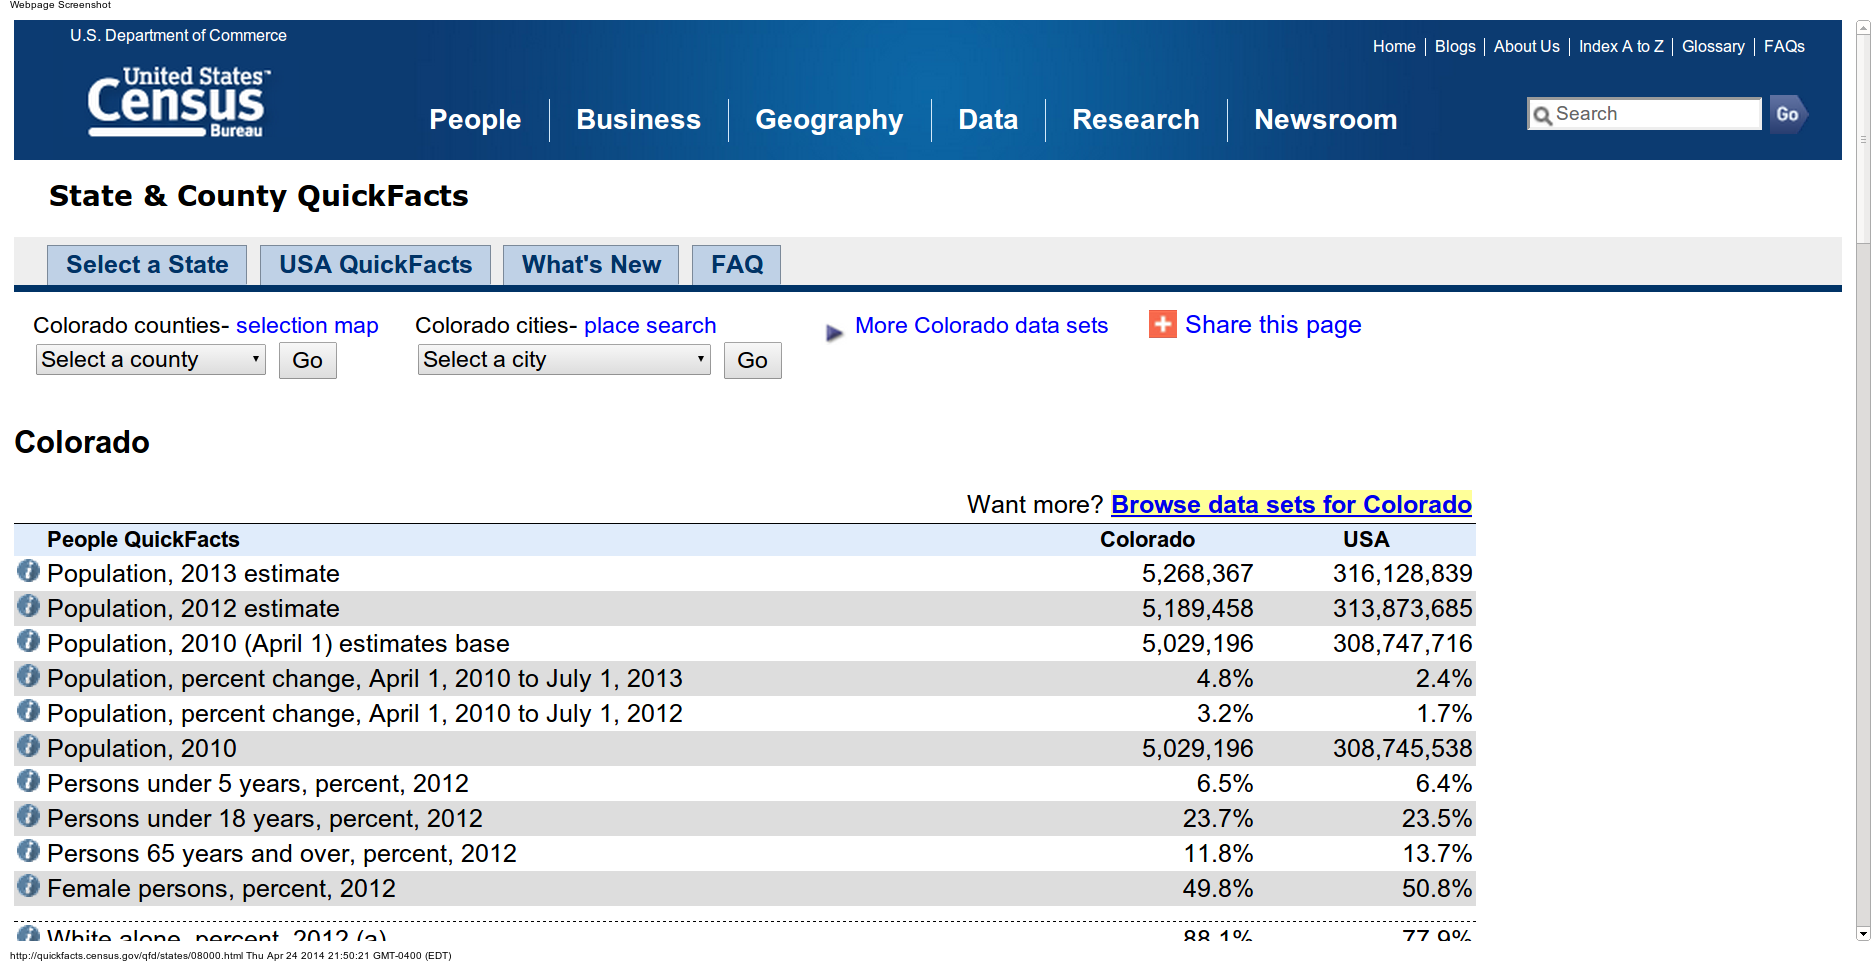 Webpage Screenshot
U.S. Department of Commerce
Home | Blogs | About Us | Index A to Z | Glossary | FAQs
United States™
Census
Bureau
People | Business | Geography | Data | Research | Newsroom
Search Go
State & County QuickFacts
Select a State USA QuickFacts What's New FAQ
Colorado counties- selection map Colorado cities- place search More Colorado data sets Share this page
Select a county Go Select a city Go
Colorado
Want more? Browse data sets for Colorado
People QuickFacts Colorado USA
Population, 2013 estimate 5,268,367 316,128,839
Population, 2012 estimate 5,189,458 313,873,685
Population, 2010 (April 1) estimates base 5,029,196 308,747,716
Population, percent change, April 1, 2010 to July 1, 2013 4.8% 2.4%
Population, percent change, April 1, 2010 to July 1, 2012 3.2% 1.7%
Population, 2010 5,029,196 308,745,538
Persons under 5 years, percent, 2012 6.5% 6.4%
Persons under 18 years, percent, 2012 23.7% 23.5%
Persons 65 years and over, percent, 2012 11.8% 13.7%
Female persons, percent, 2012 49.8% 50.8%
White alone, percent, 2012 (a) 88.1% 77.9%
http://quickfacts.census.gov/qfd/states/08000.html Thu Apr 24 2014 21:50:21 GMT-0400 (EDT)